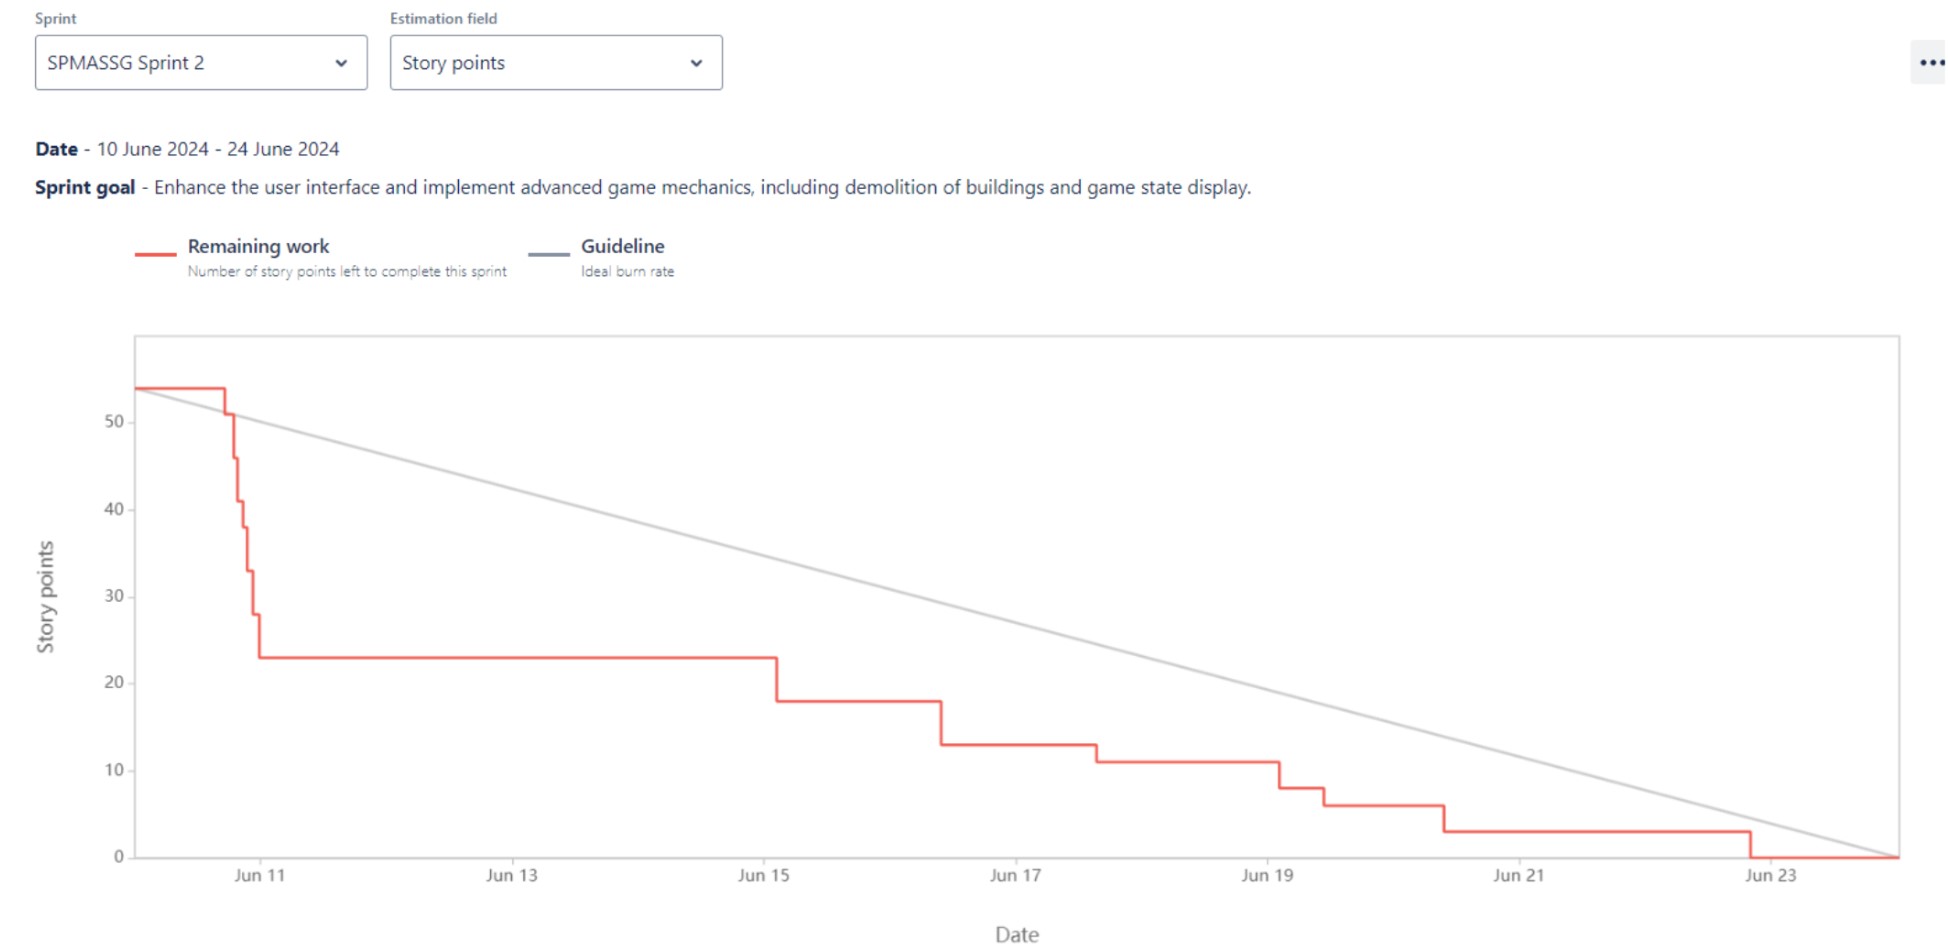 Sprint
Estimation field
SPMASSG Sprint 2
Story points
Date - 10 June 2024 - 24 June 2024
Sprint goal - Enhance the user interface and implement advanced game mechanics, including demolition of buildings and game state display.
Remaining work
Number of story points left to complete this sprint
Guideline
Ideal burn rate
Story points
50
40
30
20
10
0
Jun 11
Jun 13
Jun 15
Jun 17
Jun 19
Jun 21
Jun 23
Date